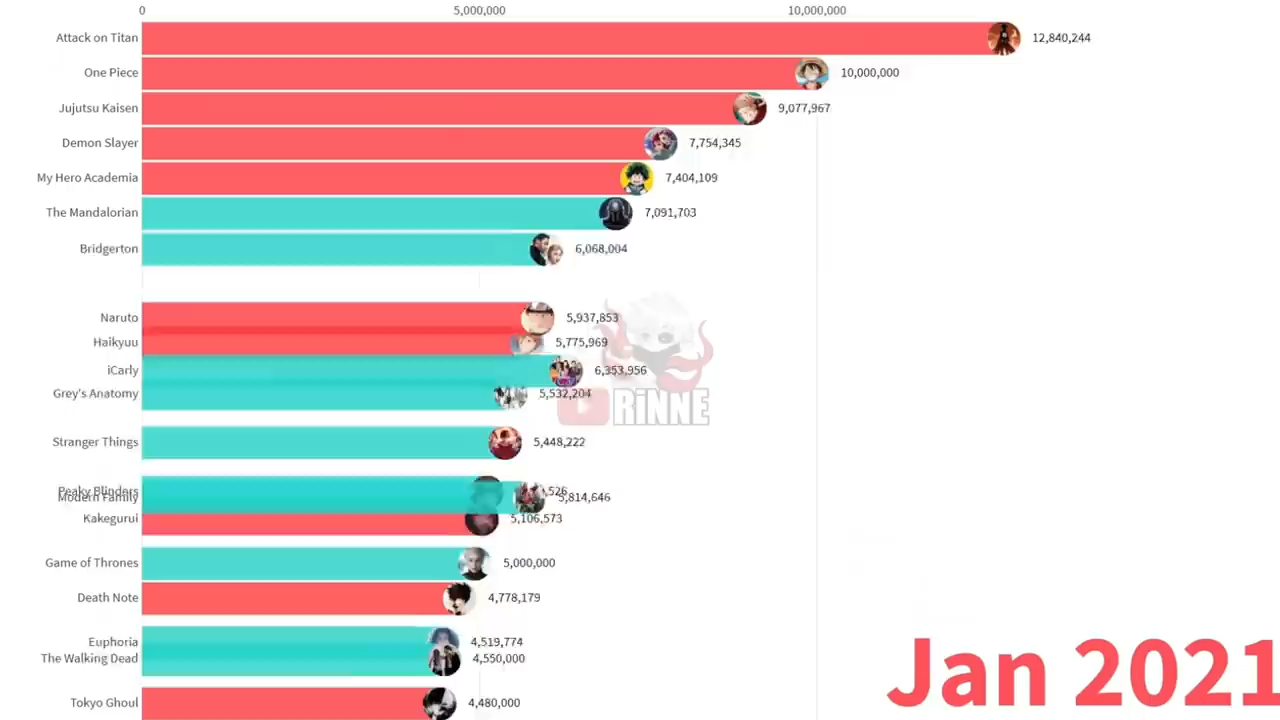 0 5,000,000 10,000,000
Attack on Titan 12,840,244
One Piece 10,000,000
Jujutsu Kaisen 9,077,967
Demon Slayer 7,754,345
My Hero Academia 7,404,109
The Mandalorian 7,091,703
Bridgerton 6,068,004
Naruto 5,937,853
Haikyuu 5,775,969
iCarly 6,353,956
Grey's Anatomy 5,532,204
RiNNE
Stranger Things 5,448,222
Peaky Blinders
Modern Family 5,814,646
Kakegurui 5,106,573
Game of Thrones 5,000,000
Death Note 4,778,179
Euphoria 4,519,774
The Walking Dead 4,550,000
Tokyo Ghoul 4,480,000
Jan 2021